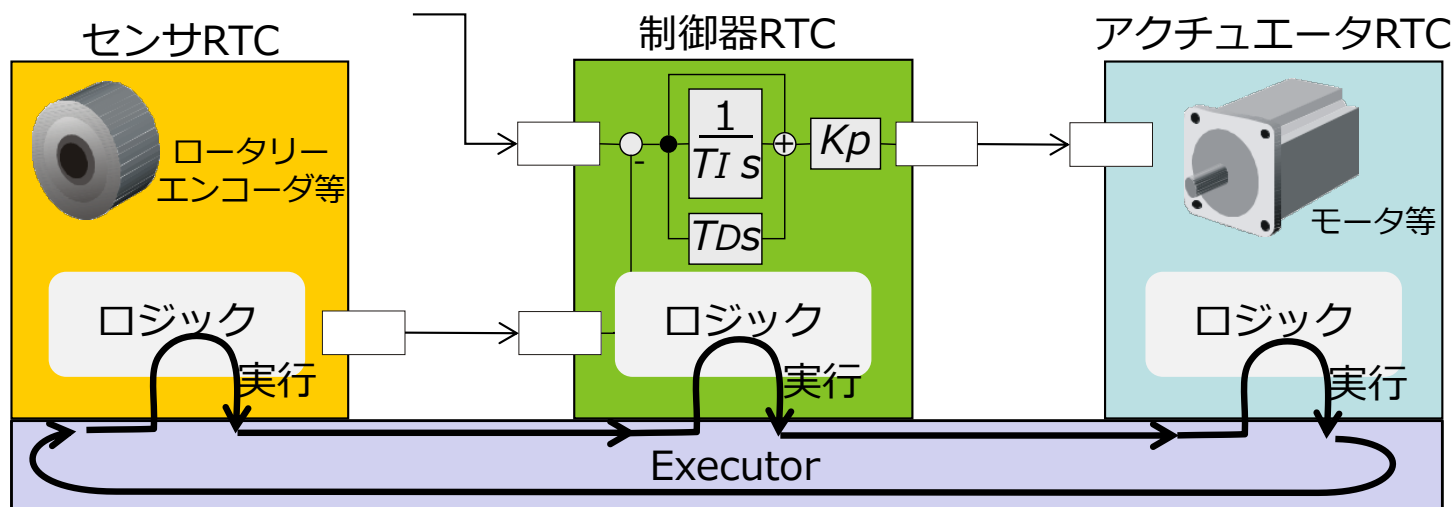 センサRTC
制御器RTC
アクチュエータRTC
ロータリー
エンコーダ等
-
1
TI s
+
Kp
TDs
モータ等
ロジック
実行
ロジック
実行
ロジック
実行
Executor